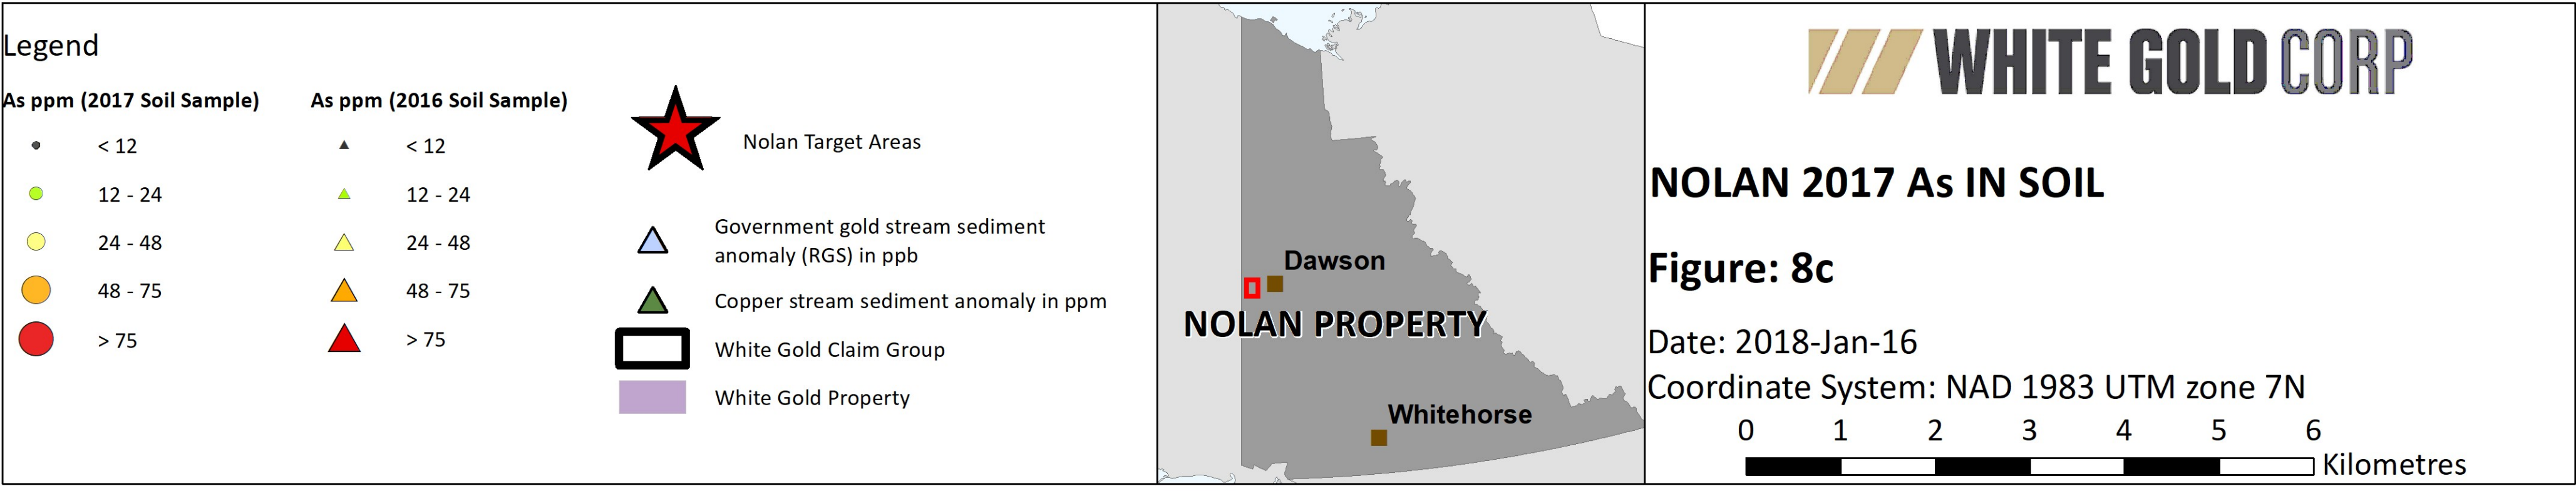 Legend
As ppm (2017 Soil Sample)
< 12
12 - 24
24 - 48
48 - 75
> 75
As ppm (2016 Soil Sample)
< 12
12 - 24
24 - 48
48 - 75
> 75
Nolan Target Areas
Government gold stream sediment
anomaly (RGS) in ppb
Copper stream sediment anomaly in ppm
White Gold Claim Group
White Gold Property
Dawson
NOLAN PROPERTY
Whitehorse
WHITE GOLD CORP
NOLAN 2017 As IN SOIL
Figure: 8c
Date: 2018-Jan-16
Coordinate System: NAD 1983 UTM zone 7N
0 1 2 3 4 5 6
Kilometres